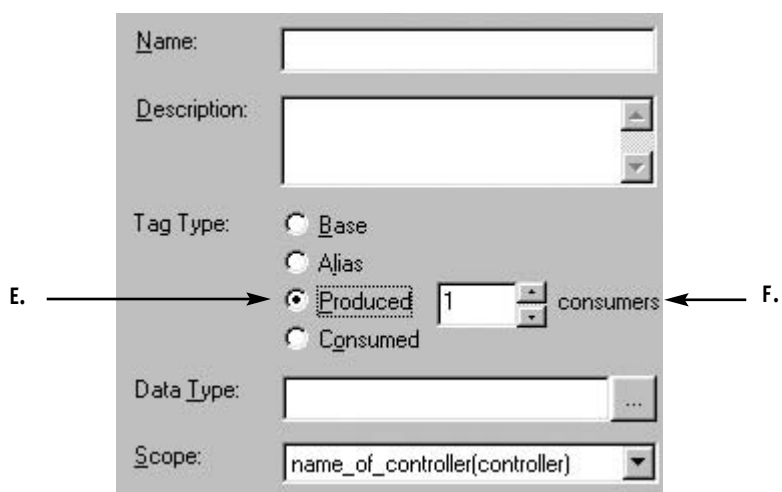 Name:
Description:
Tag Type:
Base
Alias
E.
Produced 1 consumers
F.
Consumed
Data Type:
...
Scope:
name_of_controller(controller)